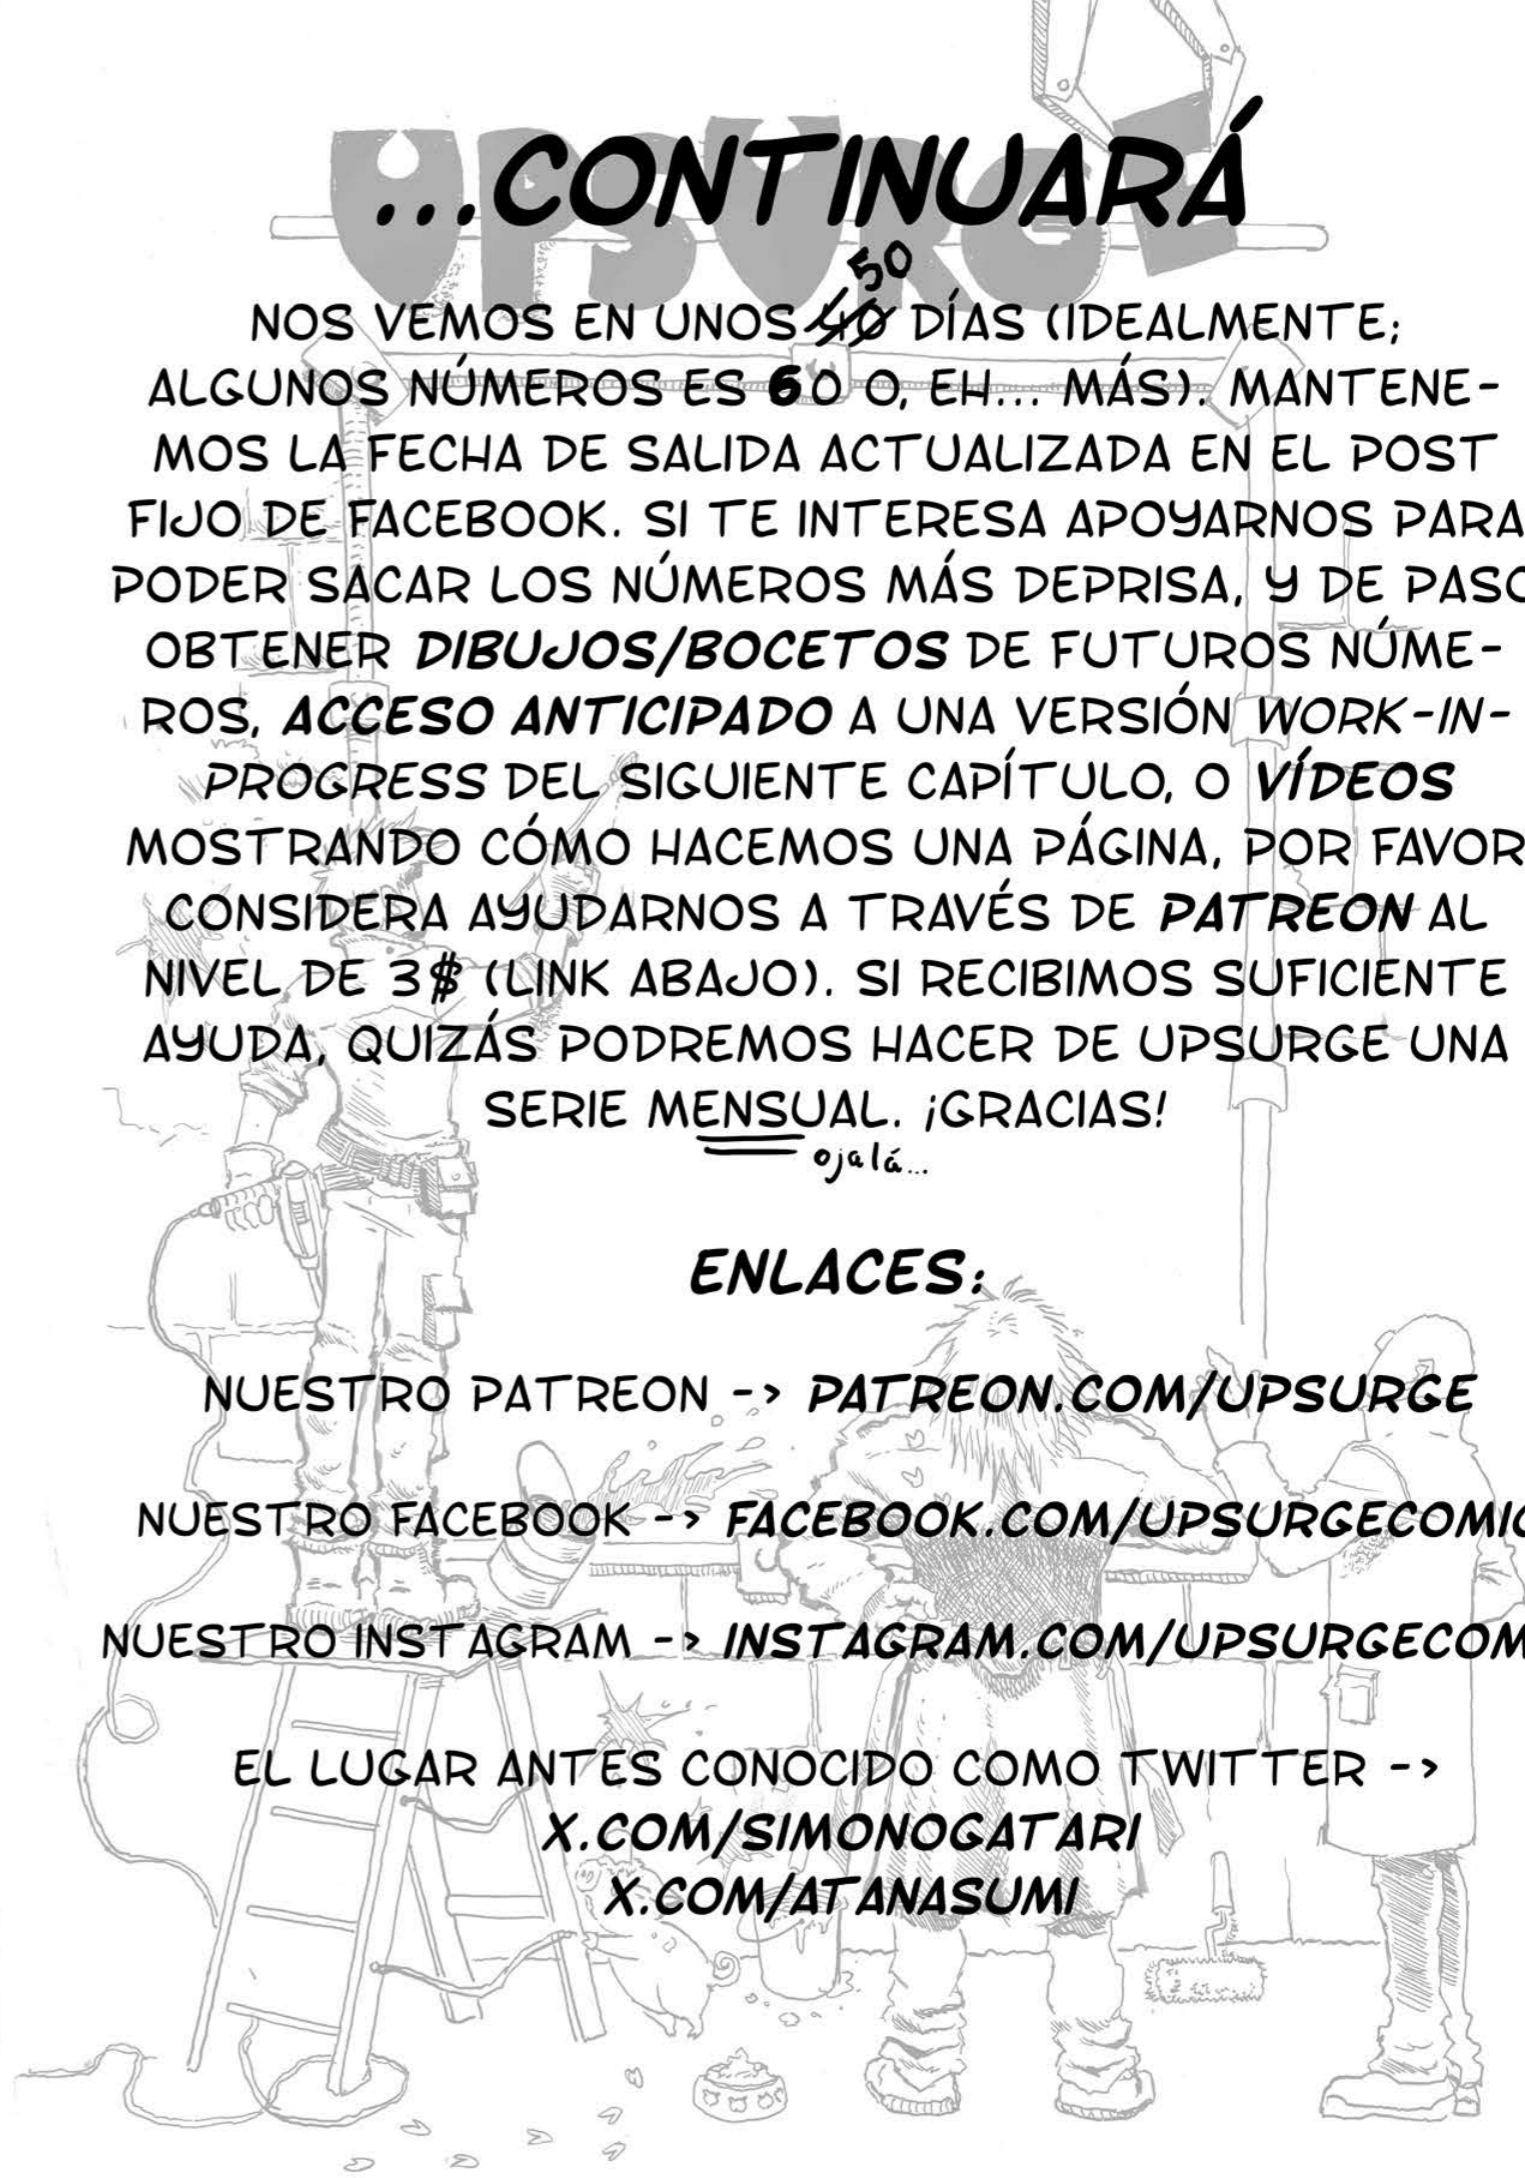 UPSURGE
...CONTINUARÁ
50
NOS VEMOS EN UNOS 40 DÍAS (IDEALMENTE;
ALGUNOS NÚMEROS ES 60 O, EH... MÁS). MANTENE-
MOS LA FECHA DE SALIDA ACTUALIZADA EN EL POST
FIJO DE FACEBOOK. SI TE INTERESA APOYARNOS PARA
PODER SACAR LOS NÚMEROS MÁS DEPRISA, Y DE PASO
OBTENER DIBUJOS/BOCETOS DE FUTUROS NÚME-
ROS, ACCESO ANTICIPADO A UNA VERSIÓN WORK-IN-
PROGRESS DEL SIGUIENTE CAPÍTULO, O VÍDEOS
MOSTRANDO CÓMO HACEMOS UNA PÁGINA, POR FAVOR
CONSIDERA AYUDARNOS A TRAVÉS DE PATREON AL
NIVEL DE 3$ (LINK ABAJO). SI RECIBIMOS SUFICIENTE
AYUDA, QUIZÁS PODREMOS HACER DE UPSURGE UNA
SERIE MENSUAL. ¡GRACIAS!
ojalá...
ENLACES:
NUESTRO PATREON -> PATREON.COM/UPSURGE
NUESTRO FACEBOOK -> FACEBOOK.COM/UPSURGECOMIC
NUESTRO INSTAGRAM -> INSTAGRAM.COM/UPSURGECOM
EL LUGAR ANTES CONOCIDO COMO TWITTER ->
X.COM/SIMONOGATARI
X.COM/ATANASUMI